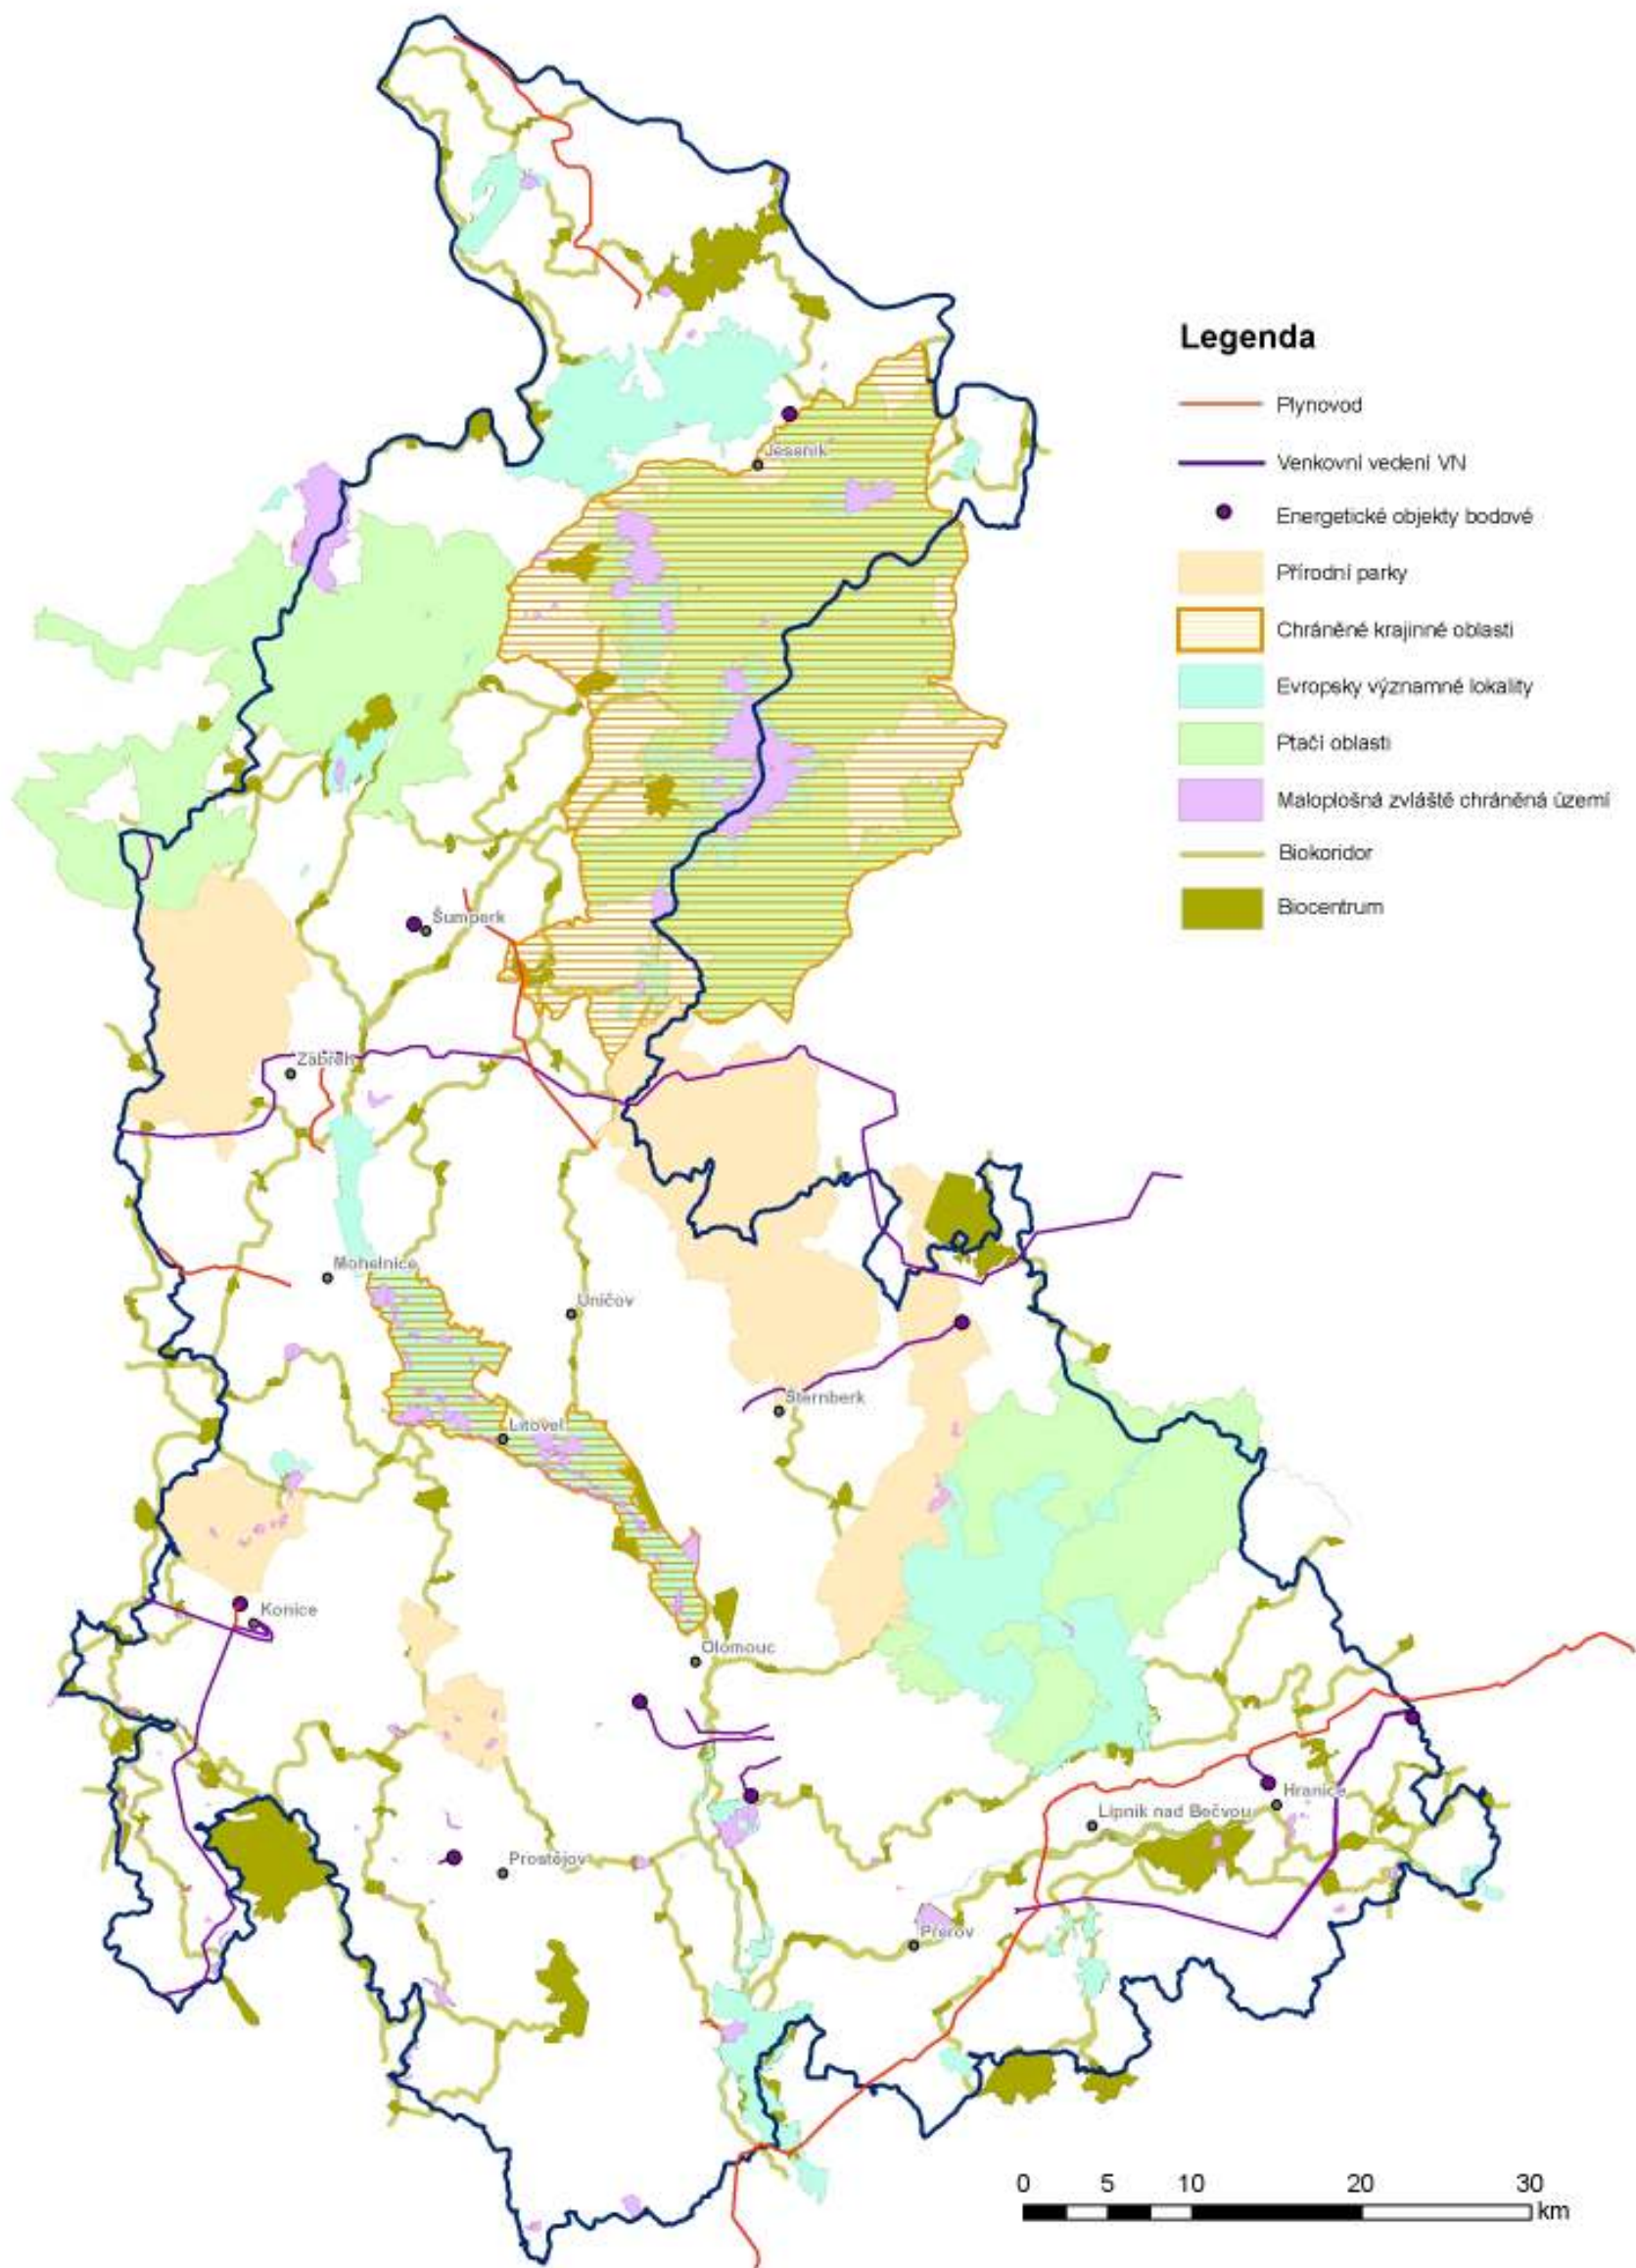 Legenda
Plynovod
Venkovní vedení VN
Energetické objekty bodové
Přírodní parky
Chráněné krajinné oblasti
Evropsky významné lokality
Ptačí oblasti
Maloplošná zvláště chráněná území
Biokoridor
Biocentrum
Jeseník
Šumperk
Zábřeh
Mohelnice
Uničov
Šternberk
Litovel
Konice
Olomouc
Hranice
Lipník nad Bečvou
Prostějov
Přerov
0 5 10 20 30
km